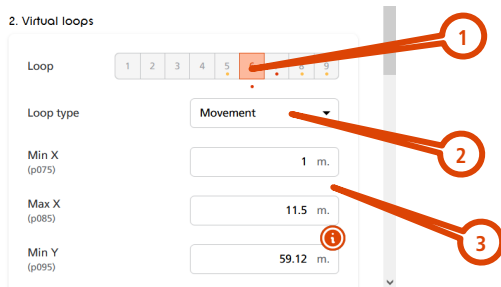 2. Virtual loops
1
Loop 1 2 3 4 5 6 8 9
Loop type Movement
2
Min X 1 m.
(p075)
Max X 11.5 m.
(p085)
3
Min Y 59.12 m.
(p095)